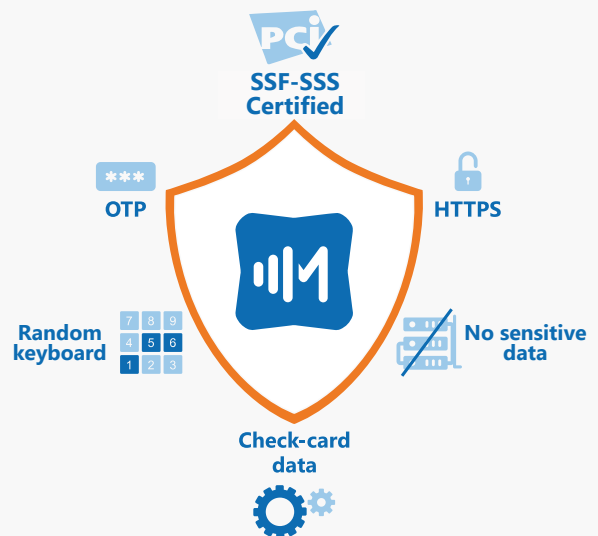 PCi
SSF-SSS
Certified
***
OTP
HTTPS
Random
keyboard
7 8 9
4 5 6
1 2 3
No sensitive
data
Check-card
data